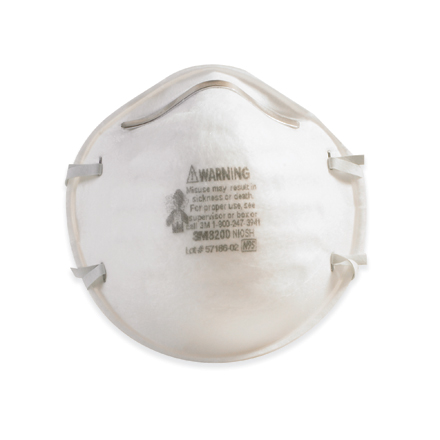 ⚠WARNING
Misuse may result in
sickness or death.
For proper use, see
supervisor or box or
call 3M 1-800-247-3941
3M 8200 NIOSH
Lot # 57186-02 N95